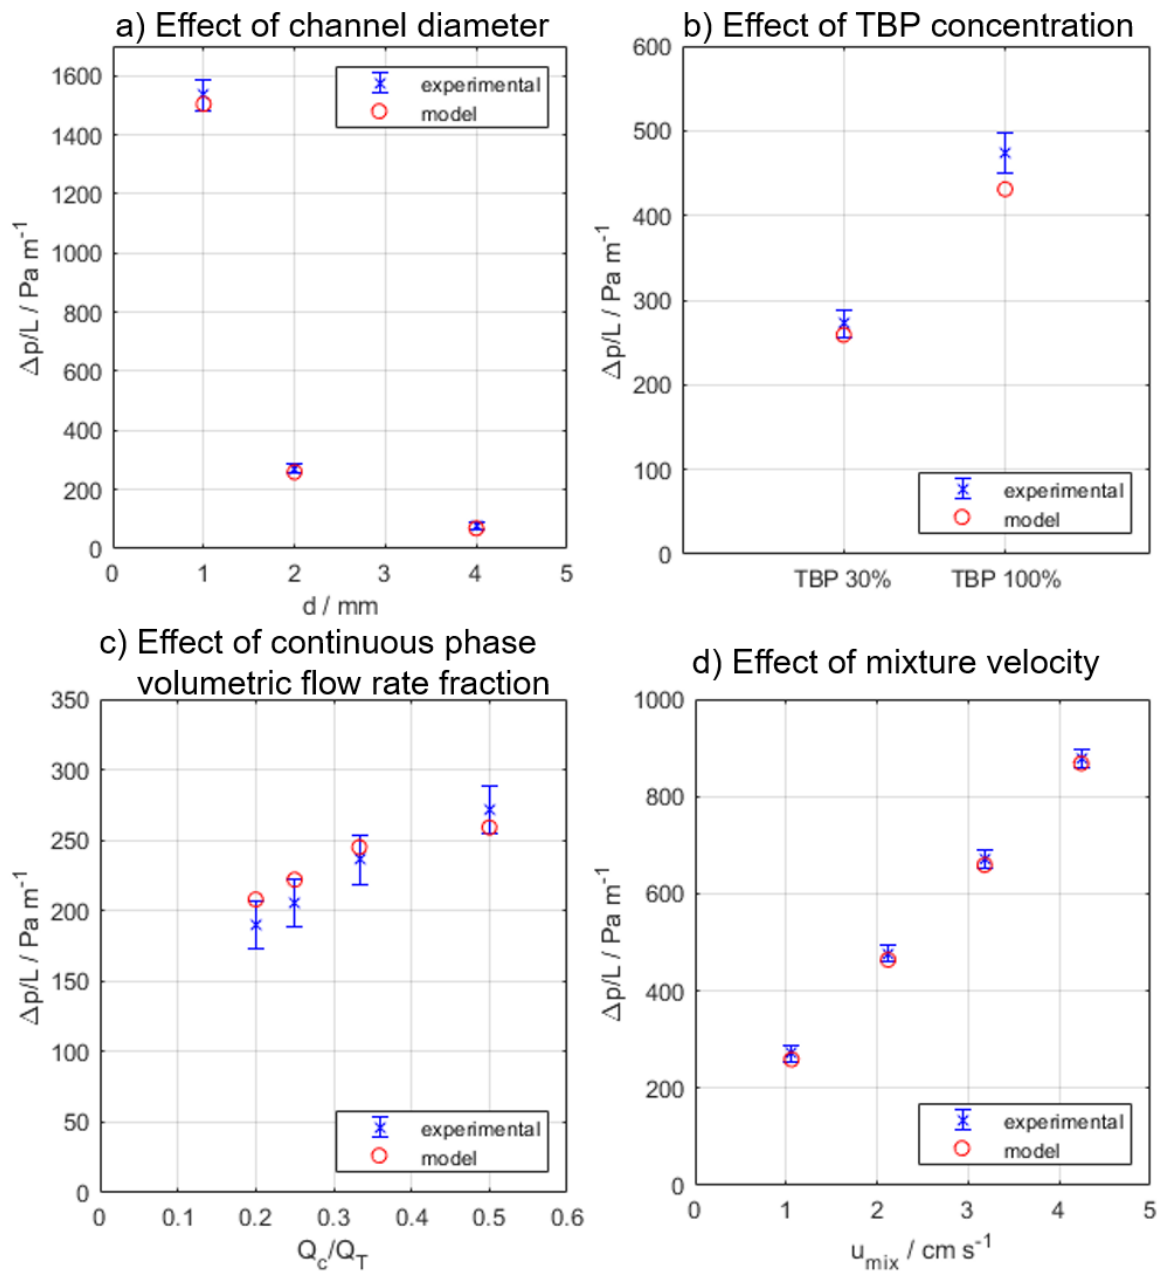 a) Effect of channel diameter
1600
1400
1200
1000
800
600
400
200
0
0 1 2 3 4 5
Δp/L / Pa m⁻¹
d / mm
experimental
model
b) Effect of TBP concentration
600
500
400
300
200
100
0
TBP 30% TBP 100%
Δp/L / Pa m⁻¹
experimental
model
c) Effect of continuous phase
volumetric flow rate fraction
350
300
250
200
150
100
50
0
0 0.1 0.2 0.3 0.4 0.5 0.6
Δp/L / Pa m⁻¹
Q_c/Q_T
experimental
model
d) Effect of mixture velocity
1000
800
600
400
200
0
0 1 2 3 4 5
Δp/L / Pa m⁻¹
u_mix / cm s⁻¹
experimental
model